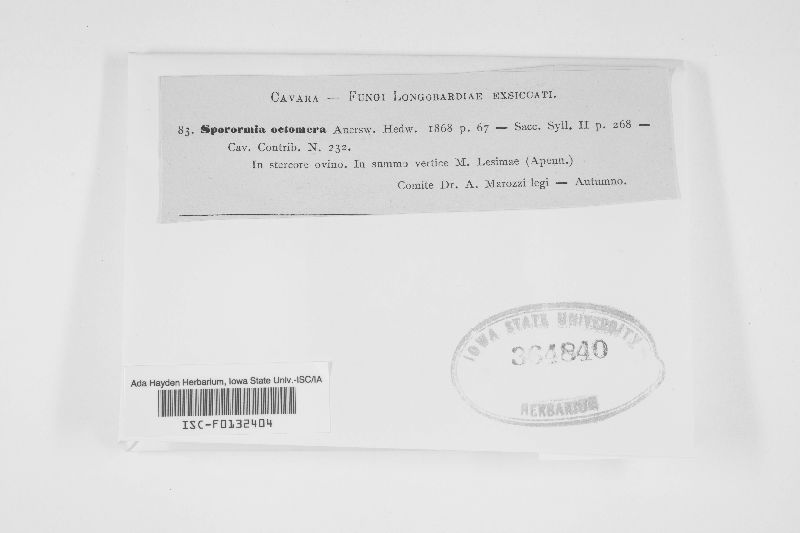 Cavara — Fungi Longobardiae exsiccati.
83. Sporormia octomera Auersw. Hedw. 1868 p. 67 — Sacc. Syll. II p. 268 —
Cav. Contrib. N. 232.
In stercore ovino. In summo vertice M. Lesimae (Apenn.)
Comite Dr. A. Marozzi legi — Autumno.
IOWA STATE UNIVERSITY
364840
HERBARIUM
Ada Hayden Herbarium, Iowa State Univ.-ISC/IA
ISC-F0132404